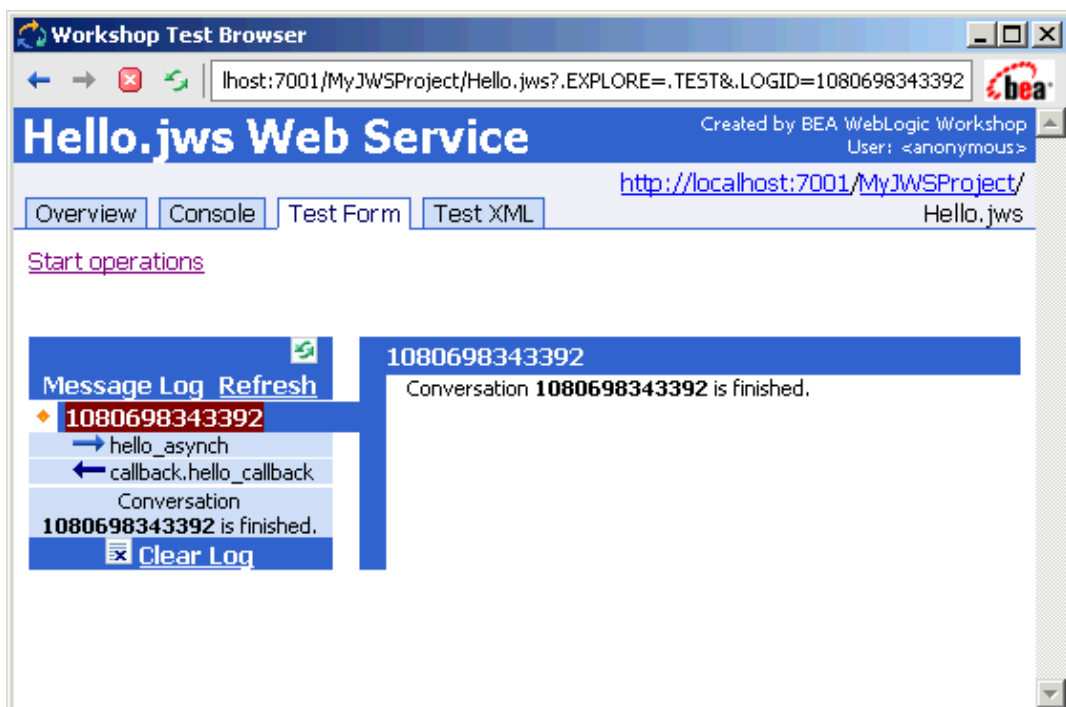 Workshop Test Browser
lhost:7001/MyJWSProject/Hello.jws?.EXPLORE=.TEST&.LOGID=1080698343392
bea
Hello.jws Web Service
Created by BEA WebLogic Workshop
User: <anonymous>
http://localhost:7001/MyJWSProject/
Hello.jws
Overview Console Test Form Test XML
Start operations
Message Log Refresh
1080698343392
hello_asynch
callback.hello_callback
Conversation
1080698343392 is finished.
Clear Log
1080698343392
Conversation 1080698343392 is finished.